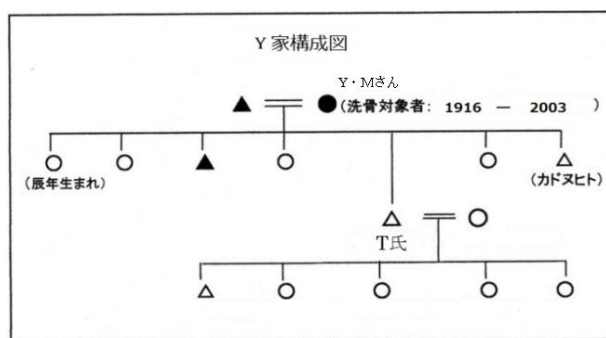 Y家構成図
Y・Mさん
(洗骨対象者: 1916 ― 2003 )
(辰年生まれ)
(カドヌヒト)
T氏